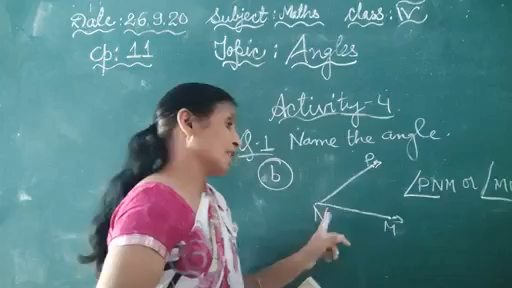 Date: 26.9.20 Subject: Maths Class: IV
Ch: 11 Topic: Angles
Activity-4
Q.1 Name the angle.
b
P
N
M
∠PNM or ∠M